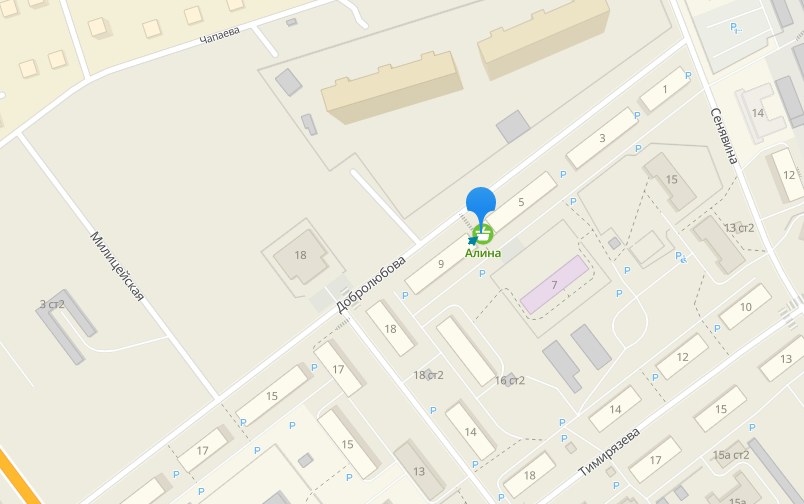 Чапаева
P
P
1
P
14
Сенявина
3
P
P
P
15
12
5
P
13 ст2
Алина
9
18
Милицейская
Добролюбова
P
P
P
7
P
3 ст2
10
18
P
17
18 ст2
16 ст2
12
13
P
P
15
14
15
P
P
14
P
Тимирязева
17
15
P
15а ст2
17
13
18
P
P
P
15а